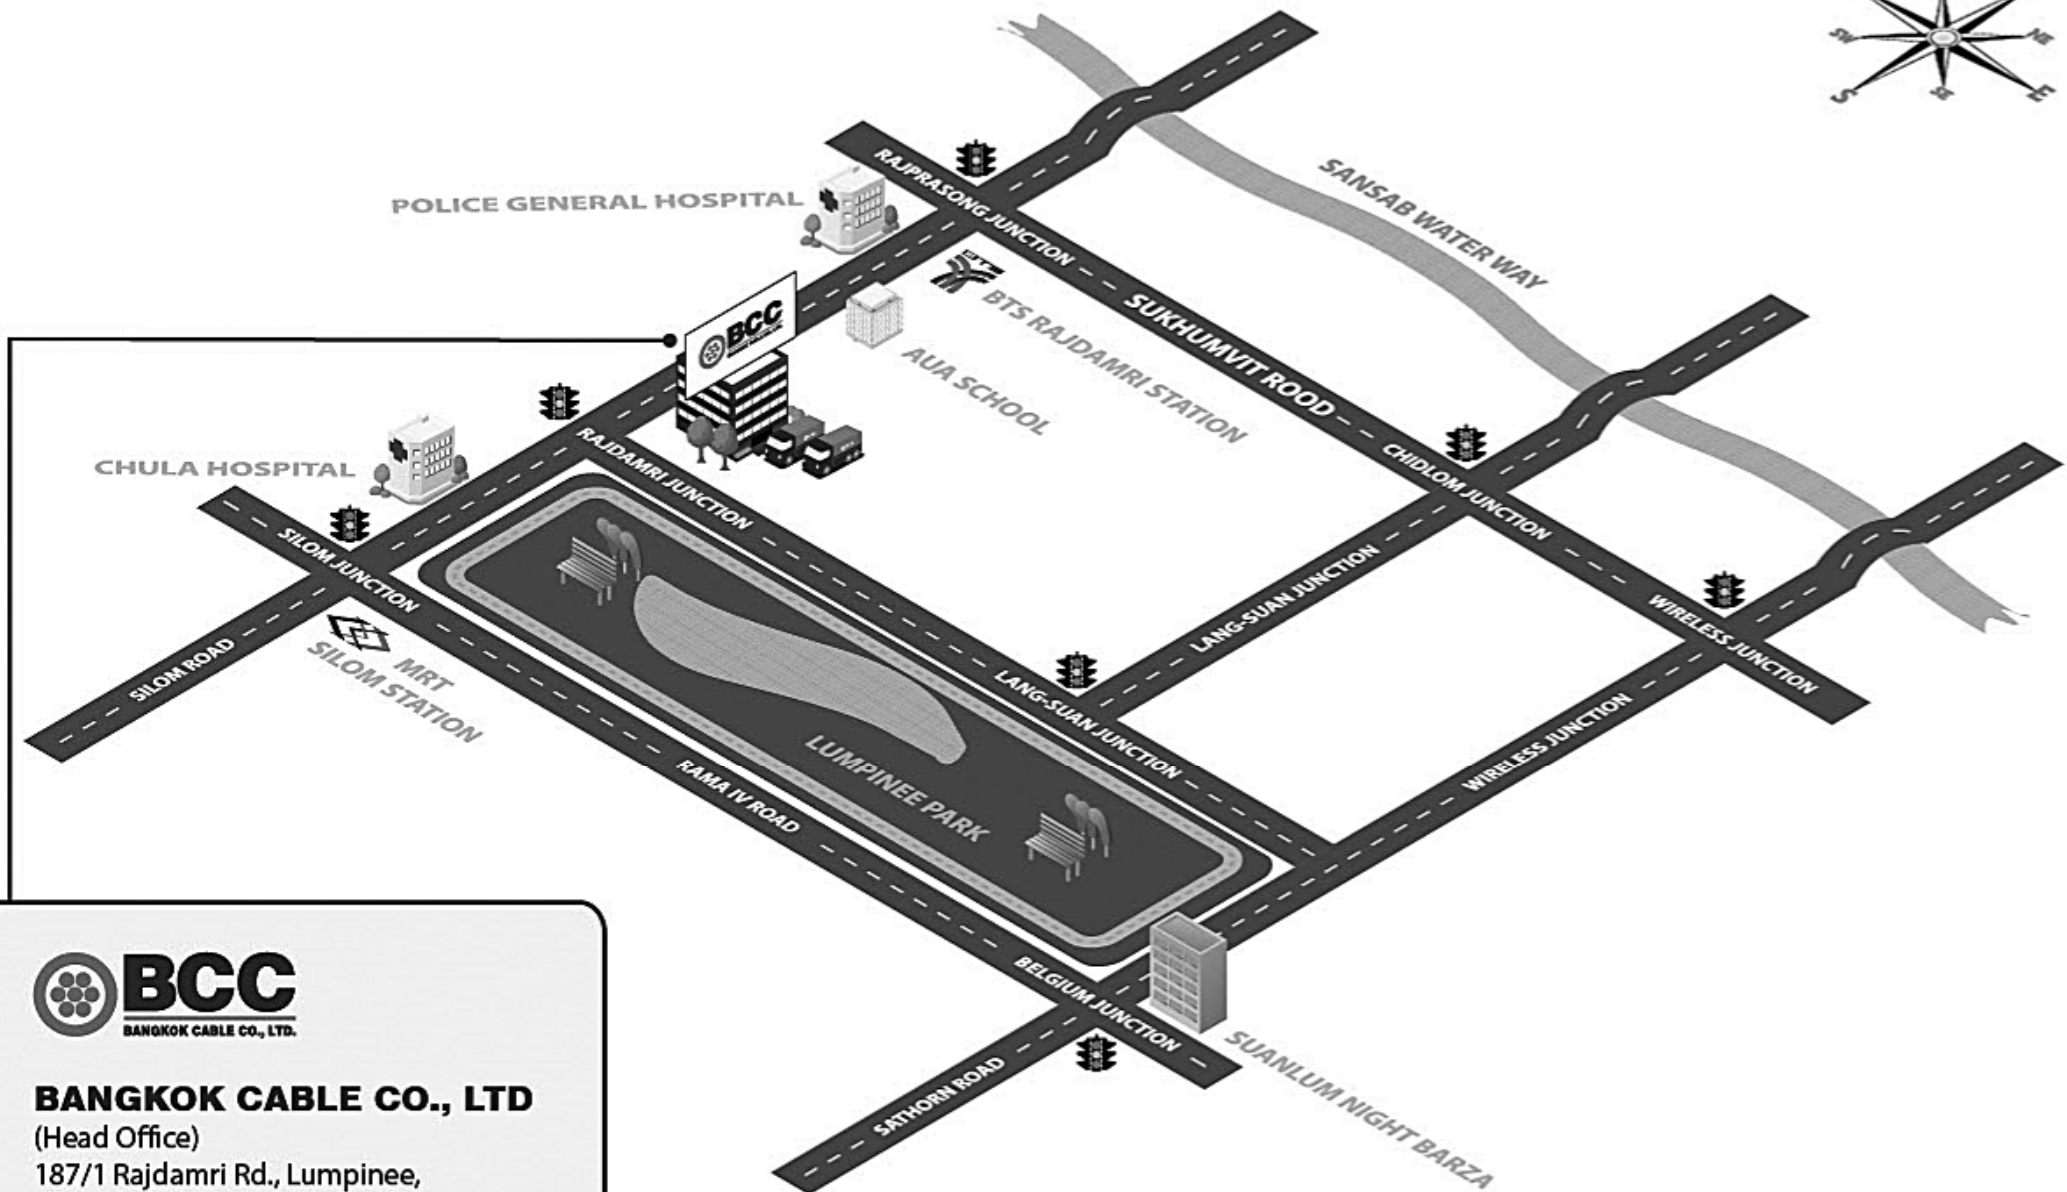 SW
NE
S
SE
E
RAJPRASONG JUNCTION
SANSAB WATER WAY
POLICE GENERAL HOSPITAL
BTS RAJDAMRI STATION
SUKHUMVIT ROOD
BCC
AUA SCHOOL
CHULA HOSPITAL
RAJDAMRI JUNCTION
CHIDLOM JUNCTION
SILOM JUNCTION
LANG-SUAN JUNCTION
WIRELESS JUNCTION
SILOM ROAD
MRT
SILOM STATION
LANG-SUAN JUNCTION
WIRELESS JUNCTION
RAMA IV ROAD
LUMPINEE PARK
BELGIUM JUNCTION
SATHORN ROAD
SUANLUM NIGHT BARZA
BCC
BANGKOK CABLE CO., LTD.
BANGKOK CABLE CO., LTD
(Head Office)
187/1 Rajdamri Rd., Lumpinee,